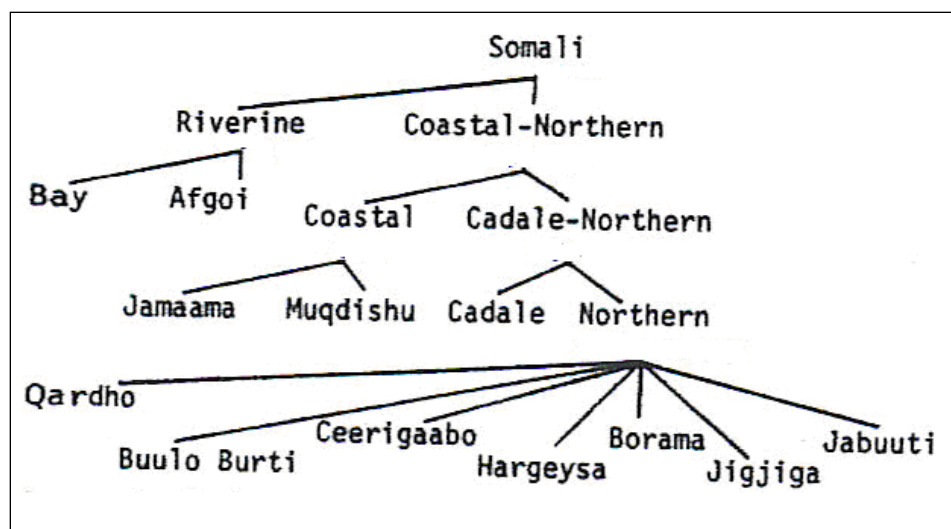 Somali
Riverine Coastal-Northern
Bay Afgoi Coastal Cadale-Northern
Jamaama Muqdishu Cadale Northern
Qardho Buulo Burti Ceerigaabo Hargeysa Borama Jigjiga Jabuuti